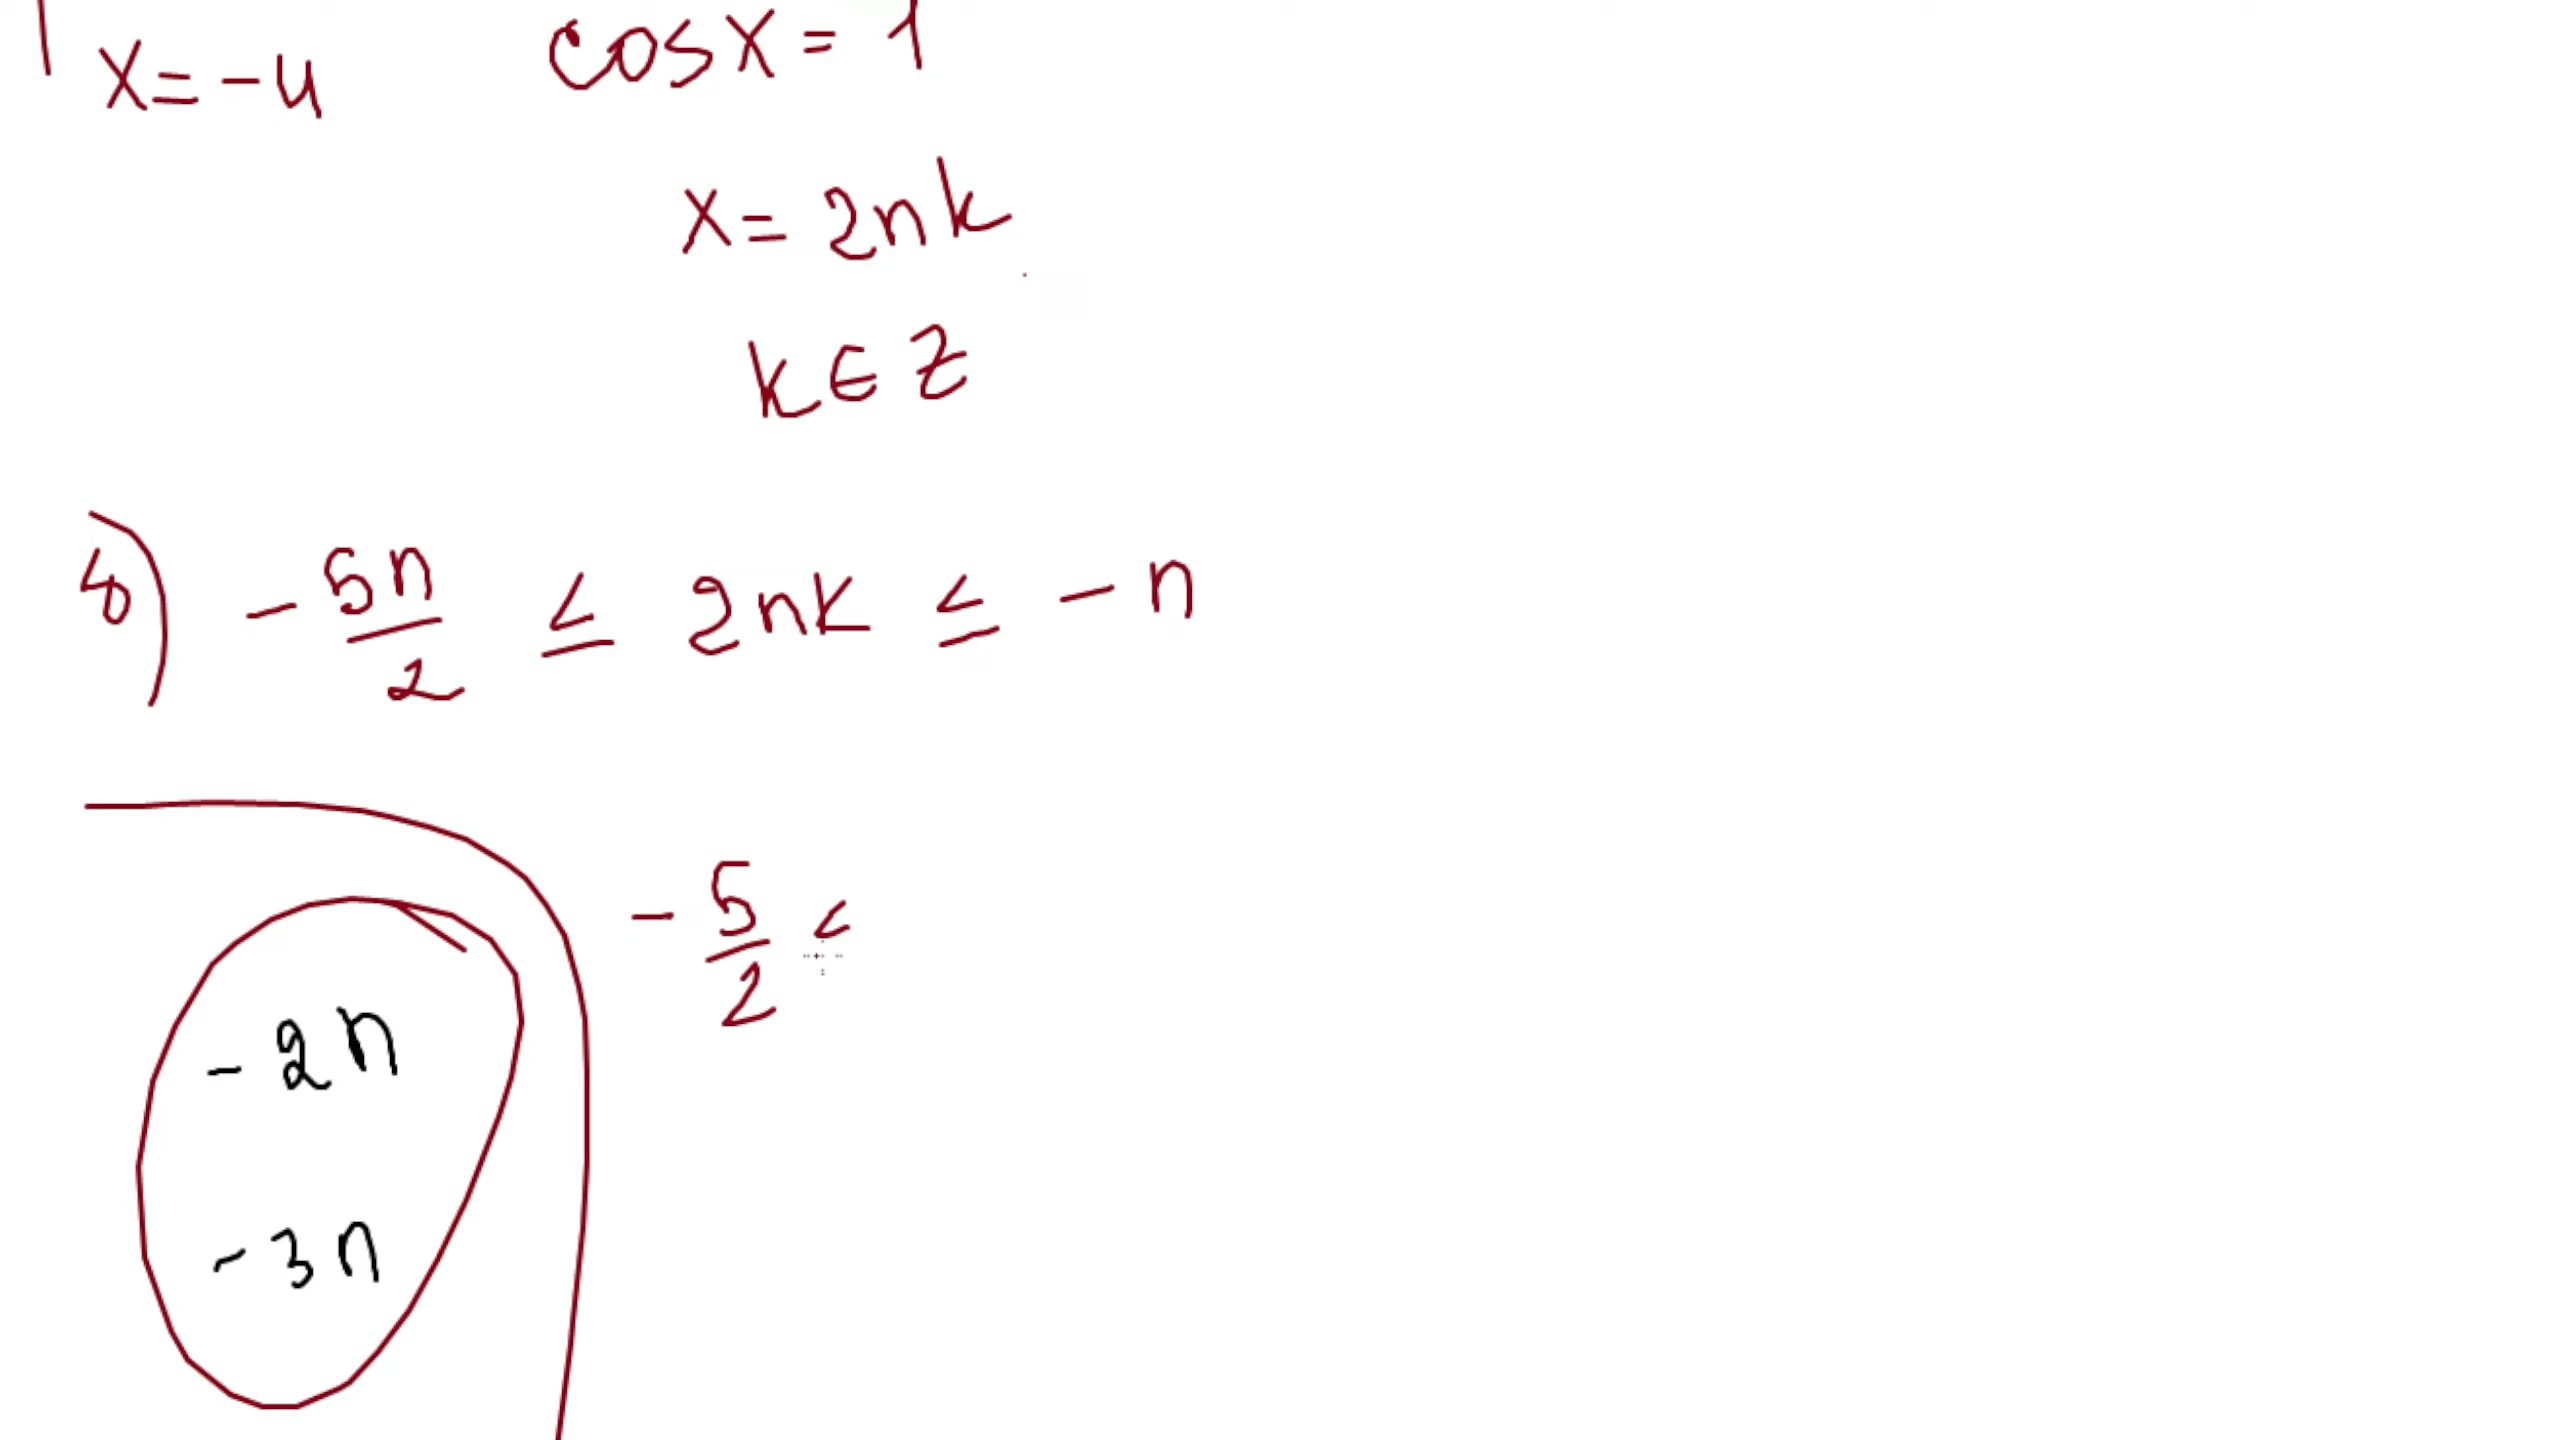 x = -4
cos x = 1
x = 2πk
k ∈ Z
б) -5π/2 ≤ 2πk ≤ -π
-5/2 <
-2π
-3π